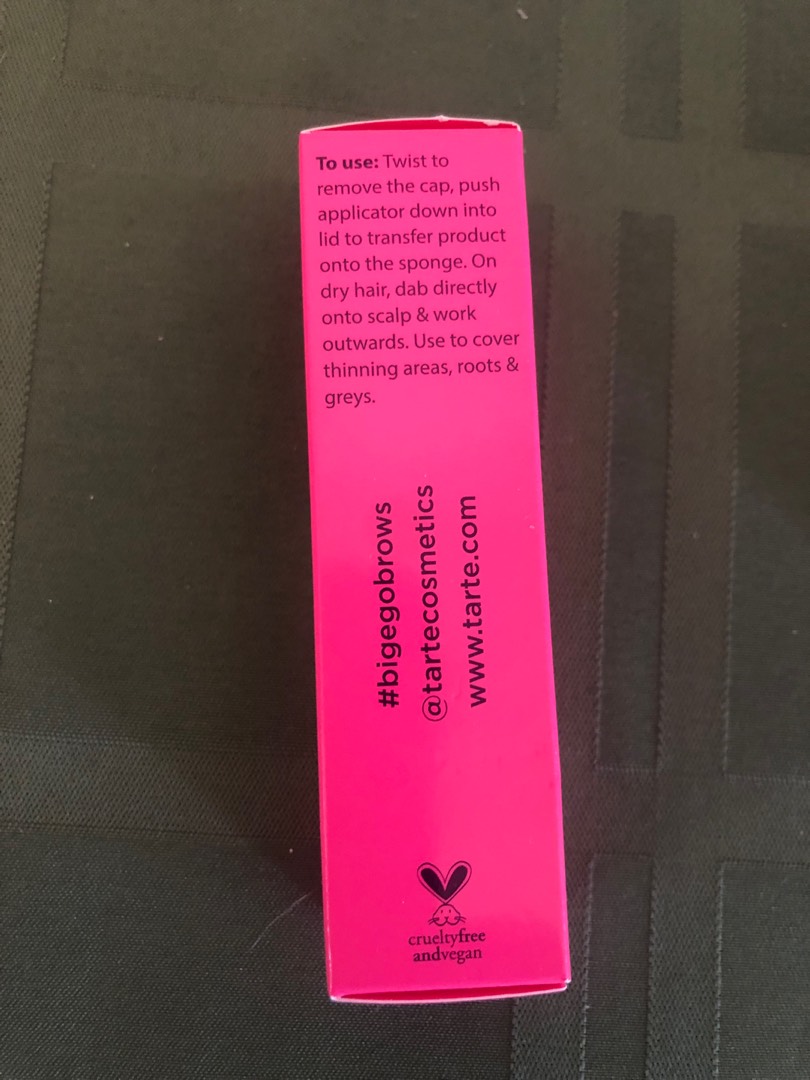 To use: Twist to
remove the cap, push
applicator down into
lid to transfer product
onto the sponge. On
dry hair, dab directly
onto scalp & work
outwards. Use to cover
thinning areas, roots &
greys.
#bigegobrows
@tartecosmetics
www.tarte.com
crueltyfree
andvegan